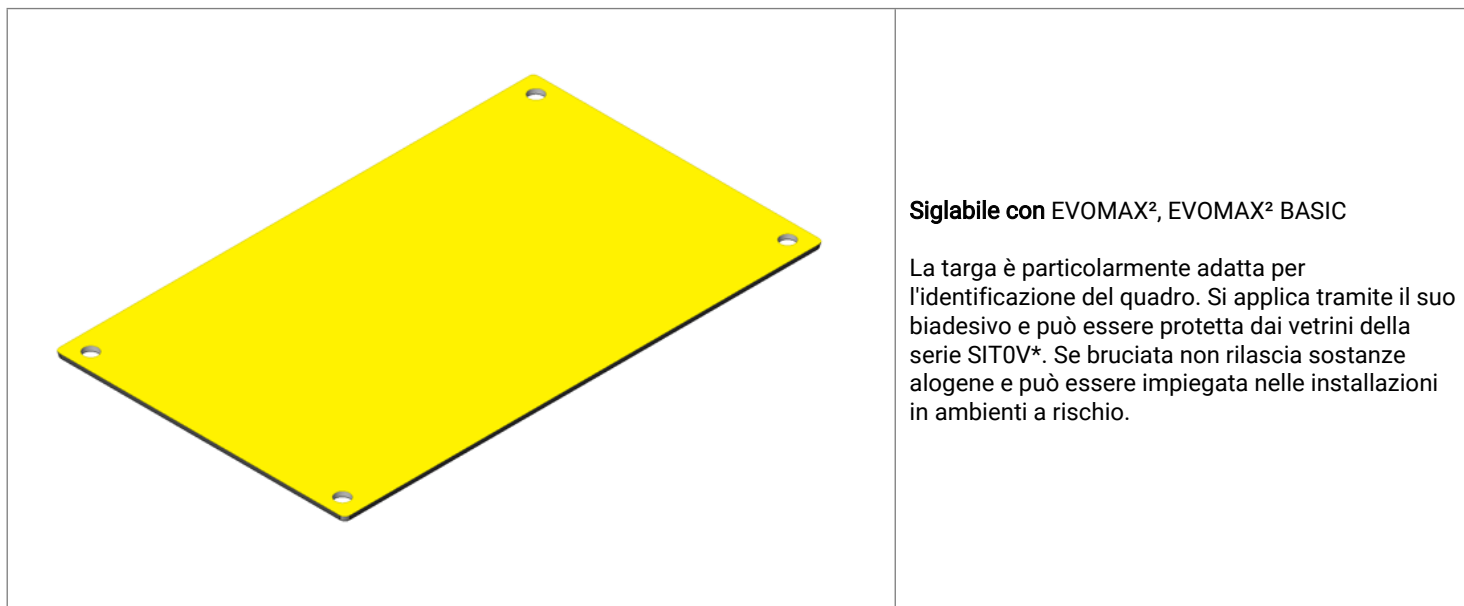 Siglabile con EVOMAX², EVOMAX² BASIC
La targa è particolarmente adatta per
l'identificazione del quadro. Si applica tramite il suo
biadesivo e può essere protetta dai vetrini della
serie SIT0V*. Se bruciata non rilascia sostanze
alogene e può essere impiegata nelle installazioni
in ambienti a rischio.